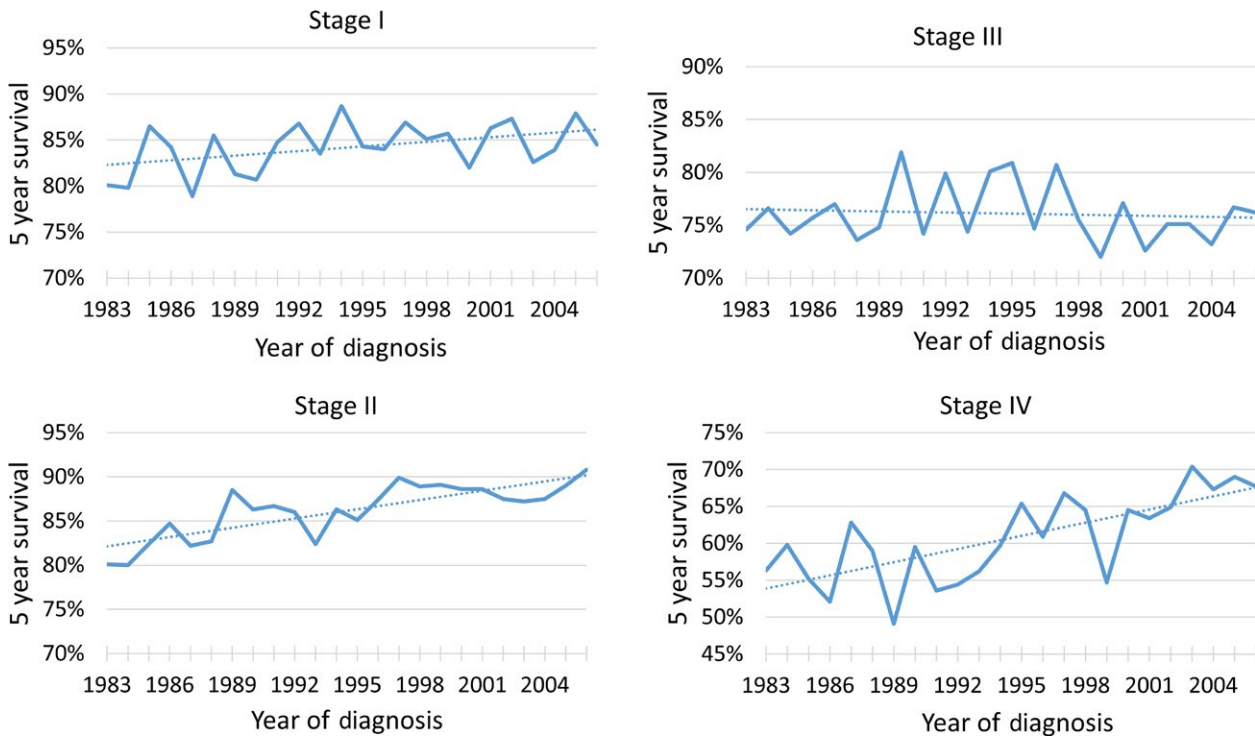 Stage I
5 year survival
95%
90%
85%
80%
75%
70%
1983 1986 1989 1992 1995 1998 2001 2004
Year of diagnosis
Stage III
5 year survival
90%
85%
80%
75%
70%
1983 1986 1989 1992 1995 1998 2001 2004
Year of diagnosis
Stage II
5 year survival
95%
90%
85%
80%
75%
70%
1983 1986 1989 1992 1995 1998 2001 2004
Year of diagnosis
Stage IV
5 year survival
75%
70%
65%
60%
55%
50%
45%
1983 1986 1989 1992 1995 1998 2001 2004
Year of diagnosis